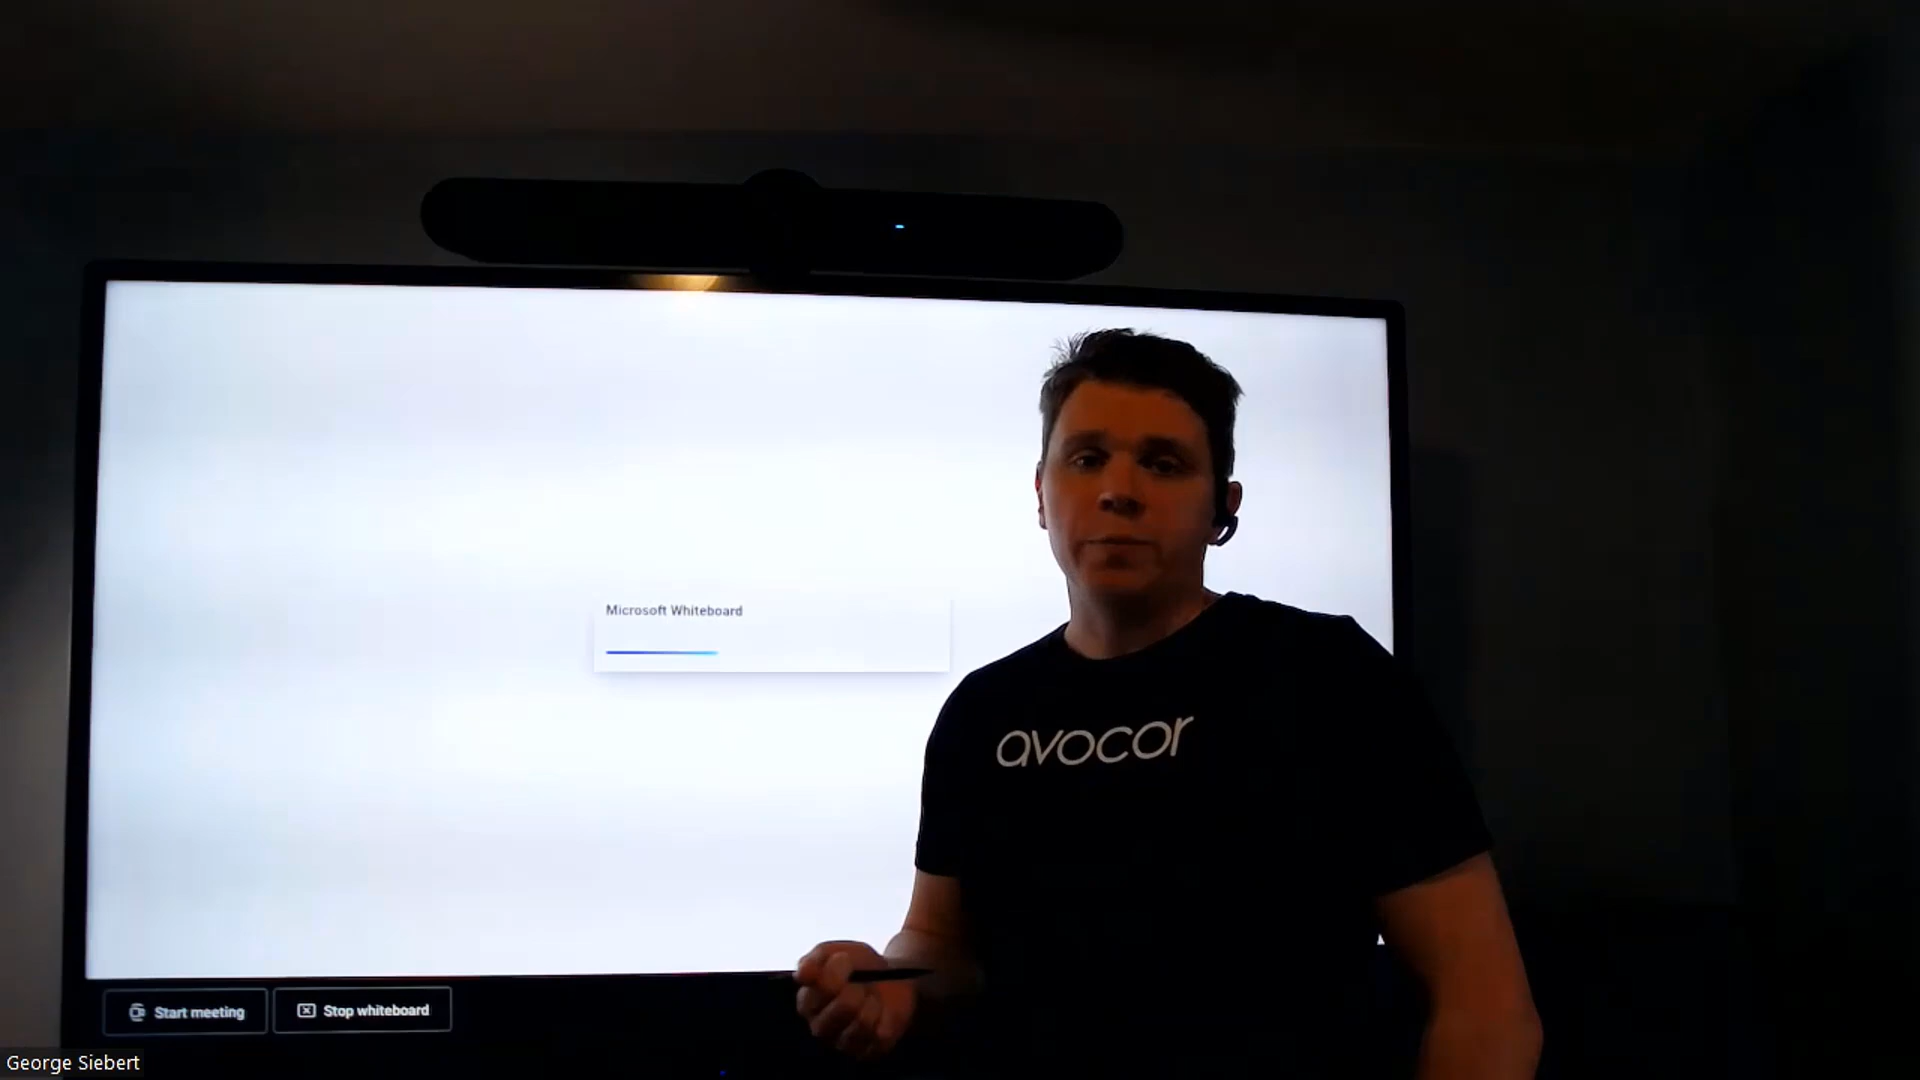 Microsoft Whiteboard
avocor
Start meeting
Stop whiteboard
George Siebert